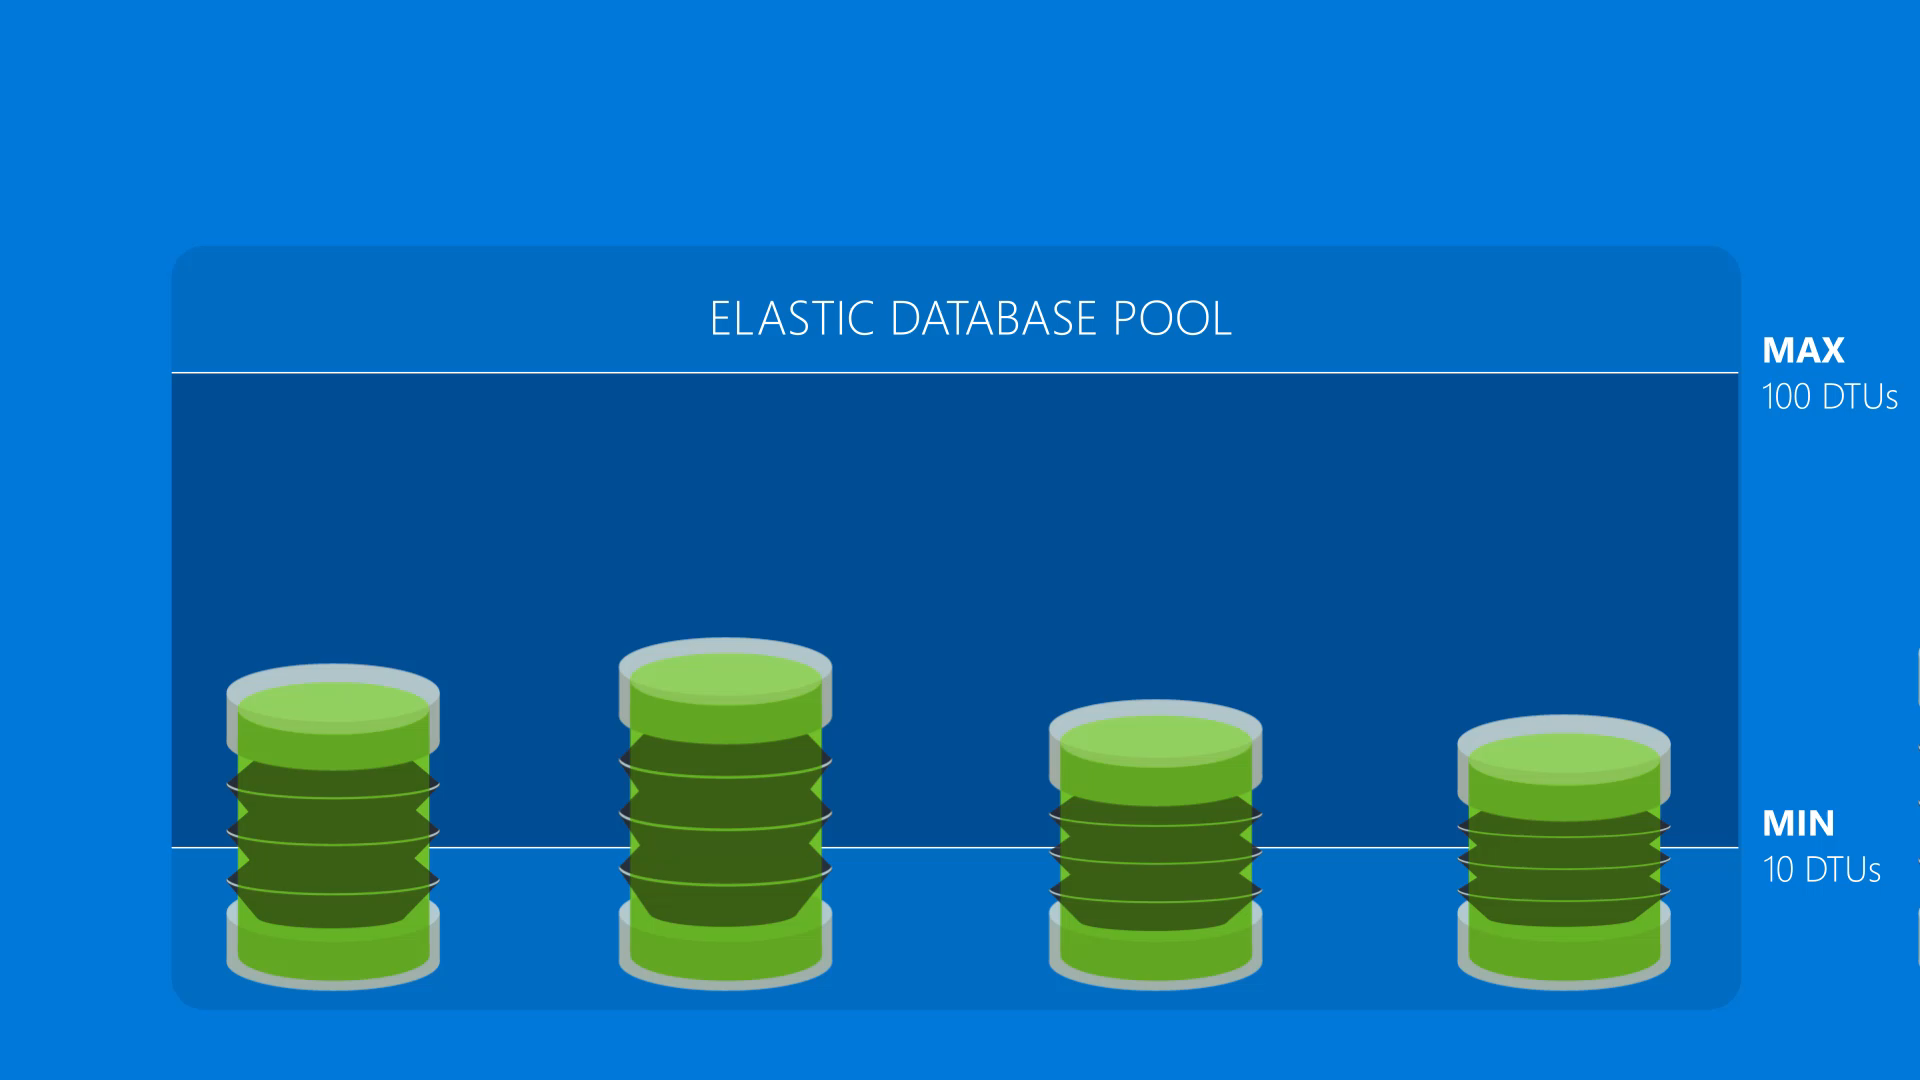 ELASTIC DATABASE POOL
MAX
100 DTUs
MIN
10 DTUs